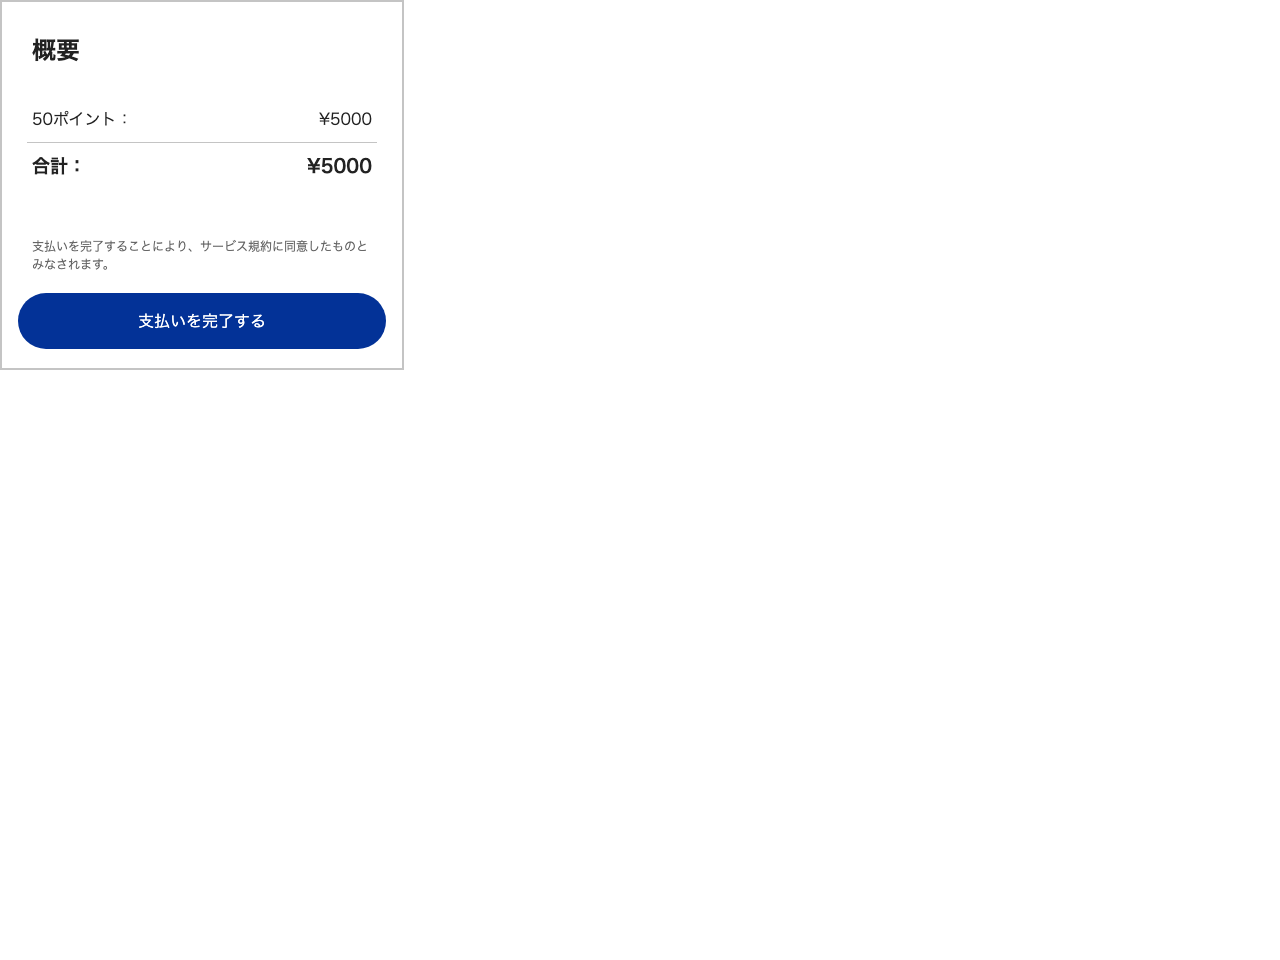 概要
50ポイント： ¥5000
合計： ¥5000
支払いを完了することにより、サービス規約に同意したものと
みなされます。
支払いを完了する